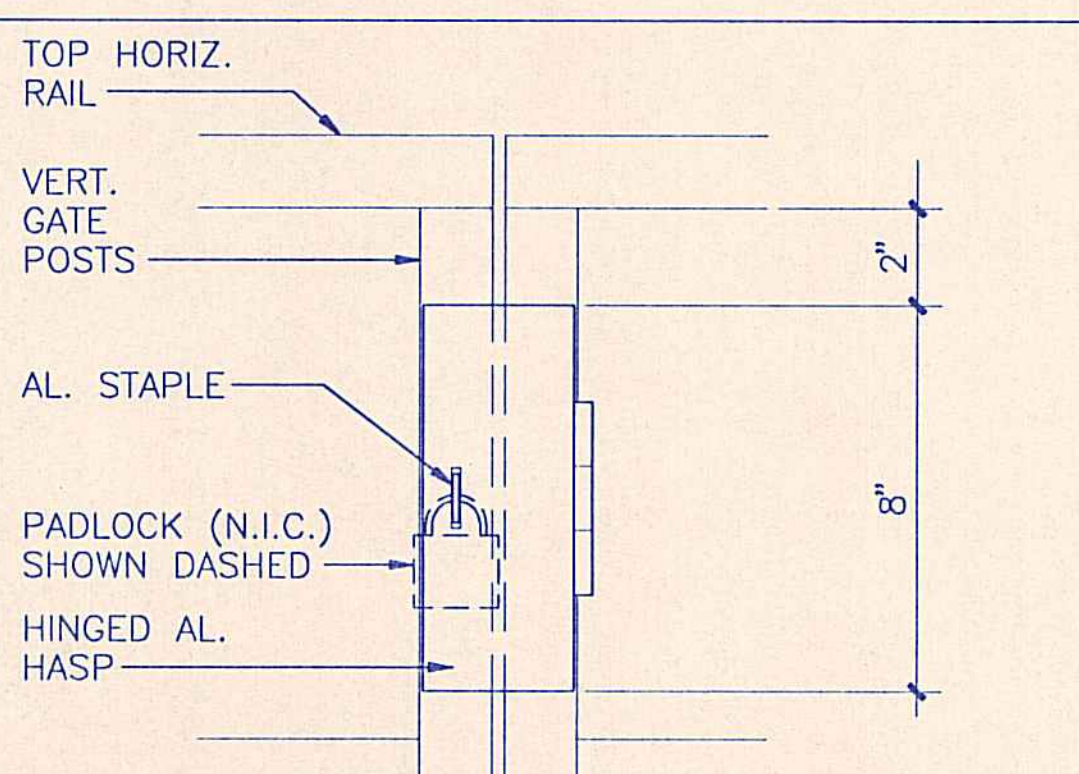 TOP HORIZ.
RAIL
VERT.
GATE
POSTS
2"
AL. STAPLE
8"
PADLOCK (N.I.C.)
SHOWN DASHED
HINGED AL.
HASP